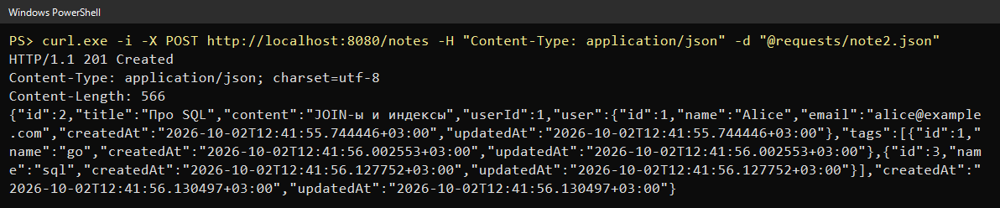 Windows PowerShell
PS> curl.exe -i -X POST http://localhost:8080/notes -H "Content-Type: application/json" -d "@requests/note2.json"
HTTP/1.1 201 Created
Content-Type: application/json; charset=utf-8
Content-Length: 566
{"id":2,"title":"Про SQL","content":"JOIN-ы и индексы","userId":1,"user":{"id":1,"name":"Alice","email":"alice@example
.com","createdAt":"2026-10-02T12:41:55.744446+03:00","updatedAt":"2026-10-02T12:41:55.744446+03:00"},"tags":[{"id":1,"
name":"go","createdAt":"2026-10-02T12:41:56.002553+03:00","updatedAt":"2026-10-02T12:41:56.002553+03:00"},{"id":3,"nam
e":"sql","createdAt":"2026-10-02T12:41:56.127752+03:00","updatedAt":"2026-10-02T12:41:56.127752+03:00"}],"createdAt":"
2026-10-02T12:41:56.130497+03:00","updatedAt":"2026-10-02T12:41:56.130497+03:00"}